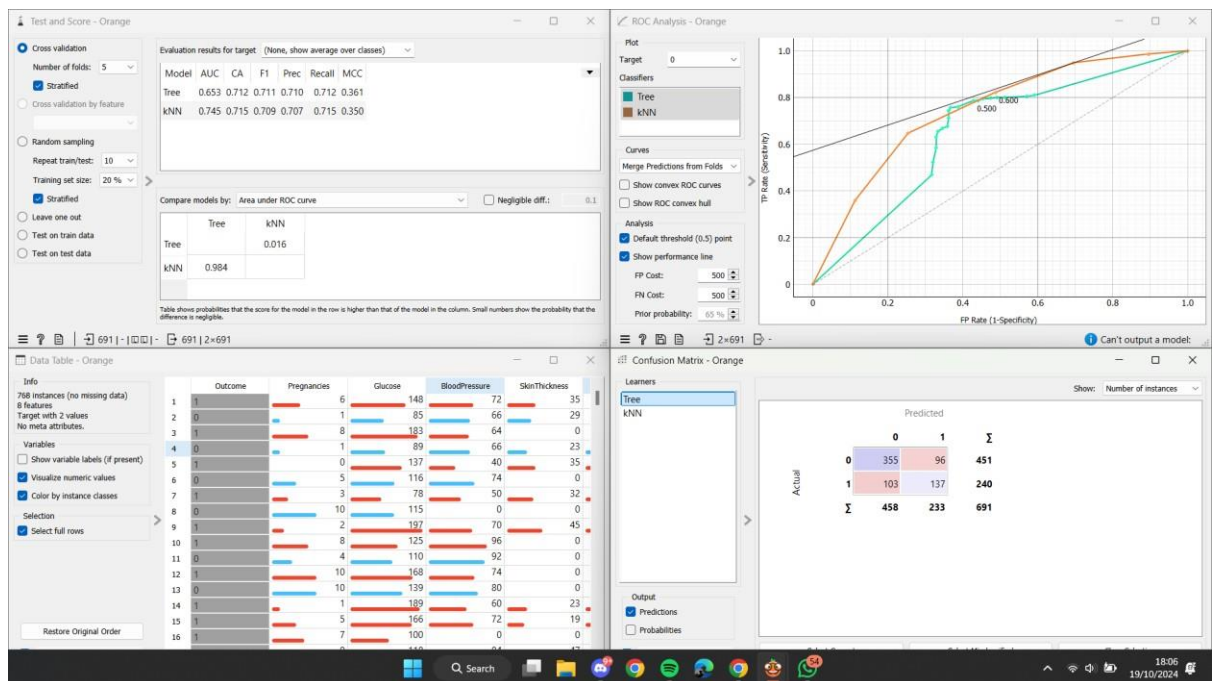 Test and Score - Orange
Cross validation
Number of folds: 5
Stratified
Cross validation by feature
Random sampling
Repeat train/test: 10
Training set size: 20 %
Stratified
Leave one out
Test on train data
Test on test data
Evaluation results for target (None, show average over classes)
Model AUC CA F1 Prec Recall MCC
Tree 0.653 0.712 0.711 0.710 0.712 0.361
kNN 0.745 0.715 0.709 0.707 0.715 0.350
Compare models by: Area under ROC curve
Negligible diff.: 0.1
Tree kNN
Tree 0.016
kNN 0.984
Table shows probabilities that the score for the model in the row is higher than that of the model in the column. Small numbers show the probability that the
difference is negligible.
691 | - | - 691 | 2×691
ROC Analysis - Orange
Plot
Target 0
Classifiers
Tree
kNN
Curves
Merge Predictions from Folds
Show convex ROC curves
Show ROC convex hull
Analysis
Default threshold (0.5) point
Show performance line
FP Cost: 500
FN Cost: 500
Prior probability: 65 %
TP Rate (Sensitivity)
1.0
0.8
0.6
0.4
0.2
0
0.500 0.600
0 0.2 0.4 0.6 0.8 1.0
FP Rate (1-Specificity)
2×691 -
Can't output a model:
Data Table - Orange
Info
768 instances (no missing data)
8 features
Target with 2 values
No meta attributes.
Variables
Show variable labels (if present)
Visualize numeric values
Color by instance classes
Selection
Select full rows
Restore Original Order
Outcome Pregnancies Glucose BloodPressure SkinThickness
1 1 6 148 72 35
2 0 1 85 66 29
3 1 8 183 64 0
4 0 1 89 66 23
5 1 0 137 40 35
6 0 5 116 74 0
7 1 3 78 50 32
8 0 10 115 0 0
9 1 2 197 70 45
10 1 8 125 96 0
11 0 4 110 92 0
12 1 10 168 74 0
13 0 10 139 80 0
14 1 1 189 60 23
15 1 5 166 72 19
16 1 7 100 0 0
Confusion Matrix - Orange
Learners
Tree
kNN
Output
Predictions
Probabilities
Show: Number of instances
Predicted
0 1 Σ
Actual
0 355 96 451
1 103 137 240
Σ 458 233 691
Search
54
18:06
19/10/2024